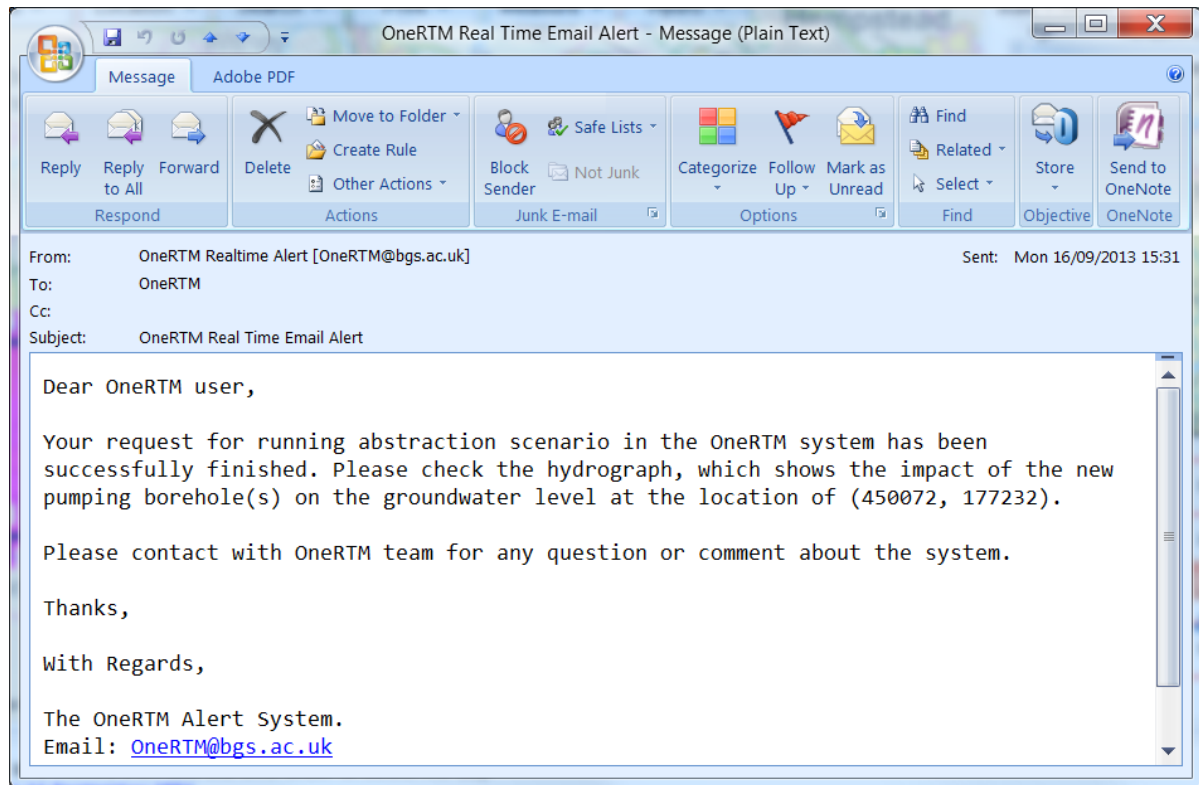 OneRTM Real Time Email Alert - Message (Plain Text)
Message Adobe PDF
Reply
Reply to All
Forward
Delete
Move to Folder
Create Rule
Other Actions
Block Sender
Safe Lists
Not Junk
Categorize
Follow Up
Mark as Unread
Find
Related
Select
Store
Send to OneNote
Respond Actions Junk E-mail Options Find Objective OneNote
From: OneRTM Realtime Alert [OneRTM@bgs.ac.uk] Sent: Mon 16/09/2013 15:31
To: OneRTM
Cc:
Subject: OneRTM Real Time Email Alert
Dear OneRTM user,
Your request for running abstraction scenario in the OneRTM system has been
successfully finished. Please check the hydrograph, which shows the impact of the new
pumping borehole(s) on the groundwater level at the location of (450072, 177232).
Please contact with OneRTM team for any question or comment about the system.
Thanks,
With Regards,
The OneRTM Alert System.
Email: OneRTM@bgs.ac.uk